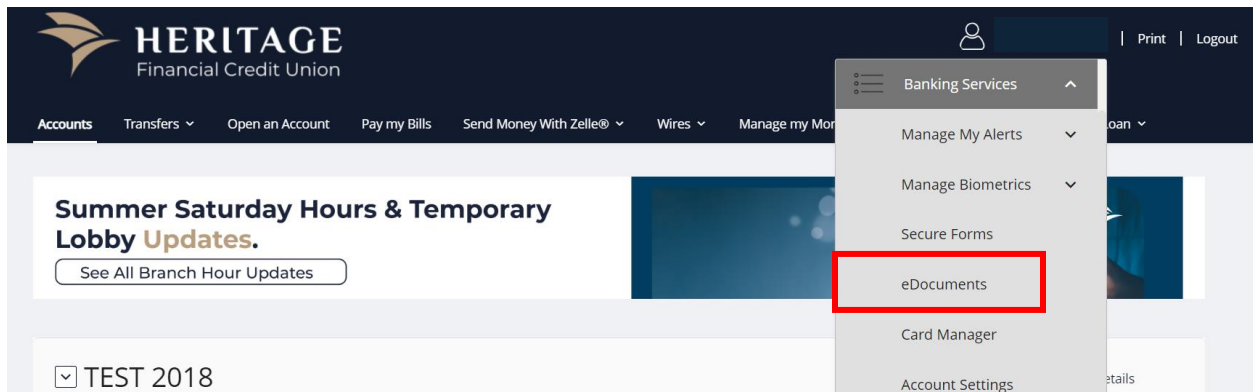 HERITAGE
Financial Credit Union
| Print | Logout
Accounts Transfers Open an Account Pay my Bills Send Money With Zelle® Wires Manage my Loan
Summer Saturday Hours & Temporary
Lobby Updates.
See All Branch Hour Updates
TEST 2018
Banking Services
Manage My Alerts
Manage Biometrics
Secure Forms
eDocuments
Card Manager
Account Settings